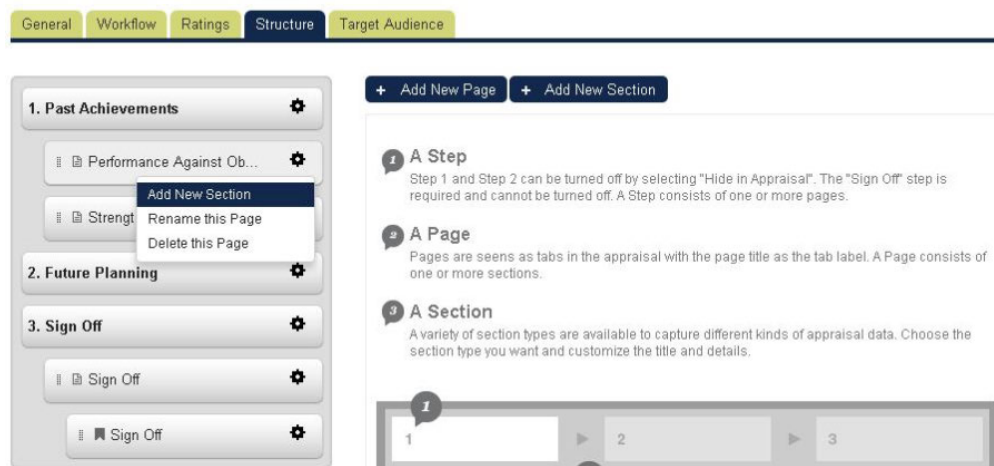 General Workflow Ratings Structure Target Audience
+ Add New Page + Add New Section
1. Past Achievements
Performance Against Ob...
Add New Section
Strengt Rename this Page
Delete this Page
2. Future Planning
3. Sign Off
Sign Off
Sign Off
1 A Step
Step 1 and Step 2 can be turned off by selecting "Hide in Appraisal". The "Sign Off" step is
required and cannot be turned off. A Step consists of one or more pages.
2 A Page
Pages are seens as tabs in the appraisal with the page title as the tab label. A Page consists of
one or more sections.
3 A Section
A variety of section types are available to capture different kinds of appraisal data. Choose the
section type you want and customize the title and details.
1
1 2 3